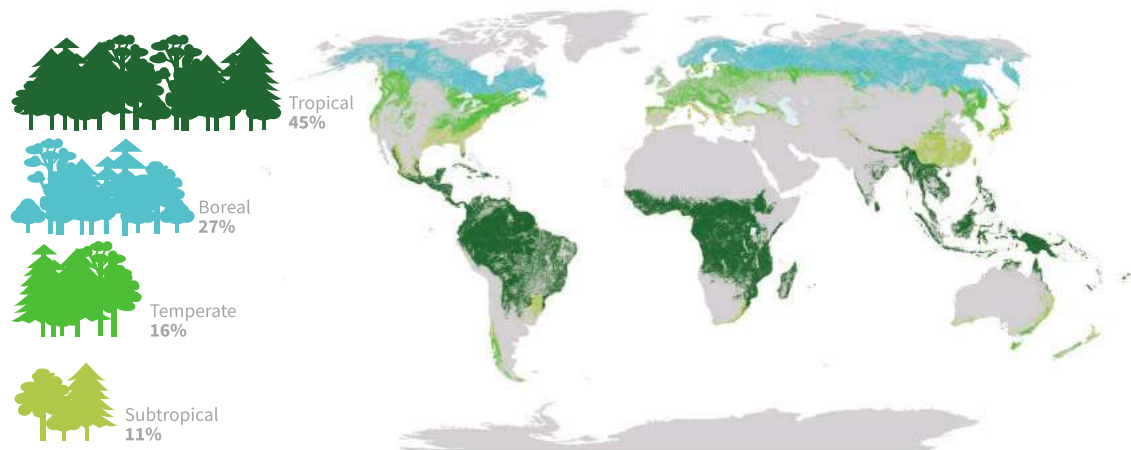 Tropical
45%
Boreal
27%
Temperate
16%
Subtropical
11%